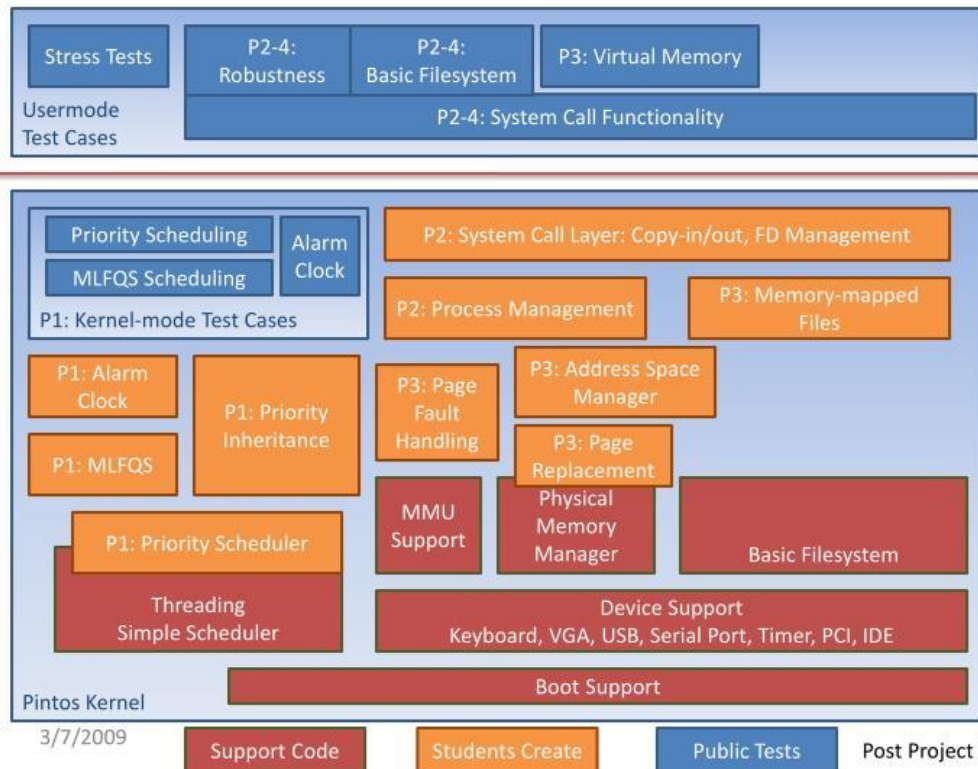 Stress Tests
P2-4:
Robustness
P2-4:
Basic Filesystem
P3: Virtual Memory
Usermode
Test Cases
P2-4: System Call Functionality
Priority Scheduling
MLFQS Scheduling
Alarm
Clock
P1: Kernel-mode Test Cases
P2: System Call Layer: Copy-in/out, FD Management
P2: Process Management
P3: Memory-mapped
Files
P1: Alarm
Clock
P1: Priority
Inheritance
P1: MLFQS
P3: Page
Fault
Handling
P3: Address Space
Manager
P3: Page
Replacement
MMU
Support
Physical
Memory
Manager
Basic Filesystem
P1: Priority Scheduler
Threading
Simple Scheduler
Device Support
Keyboard, VGA, USB, Serial Port, Timer, PCI, IDE
Boot Support
Pintos Kernel
3/7/2009
Support Code
Students Create
Public Tests
Post Project